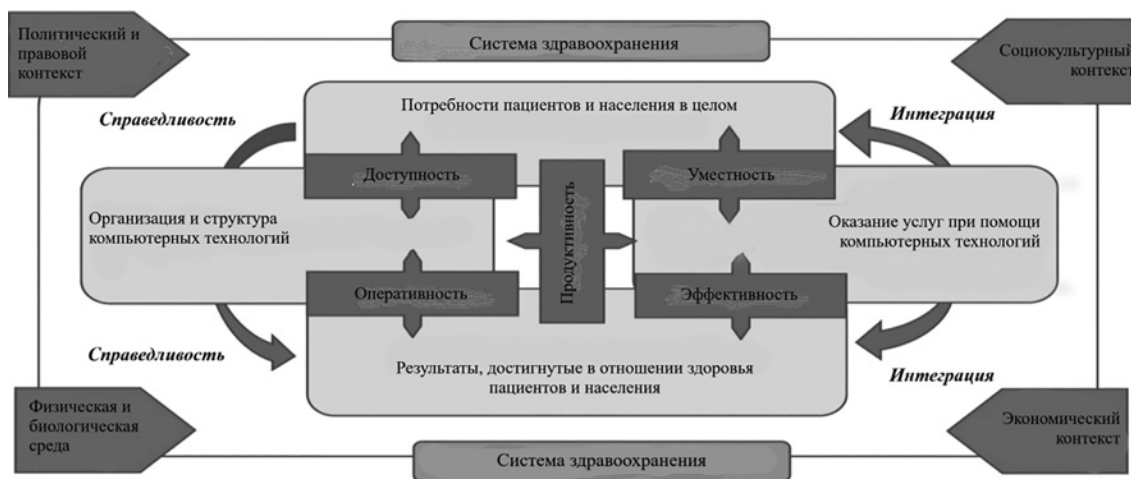 Политический и
правовой
контекст
Система здравоохранения
Социокультурный
контекст
Потребности пациентов и населения в целом
Справедливость
Интеграция
Доступность
Уместность
Организация и структура
компьютерных технологий
Продуктивность
Оказание услуг при помощи
компьютерных технологий
Оперативность
Эффективность
Справедливость
Интеграция
Результаты, достигнутые в отношении здоровья
пациентов и населения
Физическая и
биологическая
среда
Система здравоохранения
Экономический
контекст